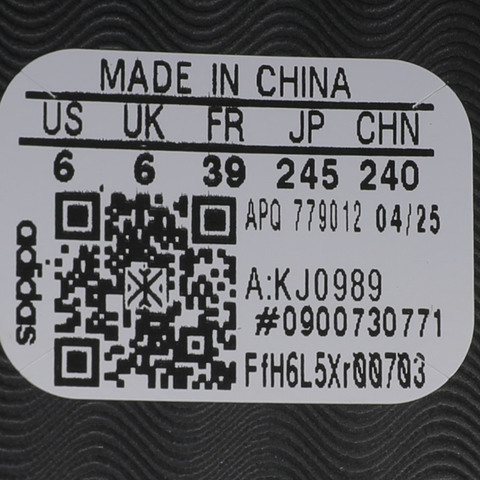 MADE IN CHINA
US UK FR JP CHN
6 6 39 245 240
adidas
APQ 779012 04/25
A:KJ0989
#0900730771
FfH6L5Xr00703